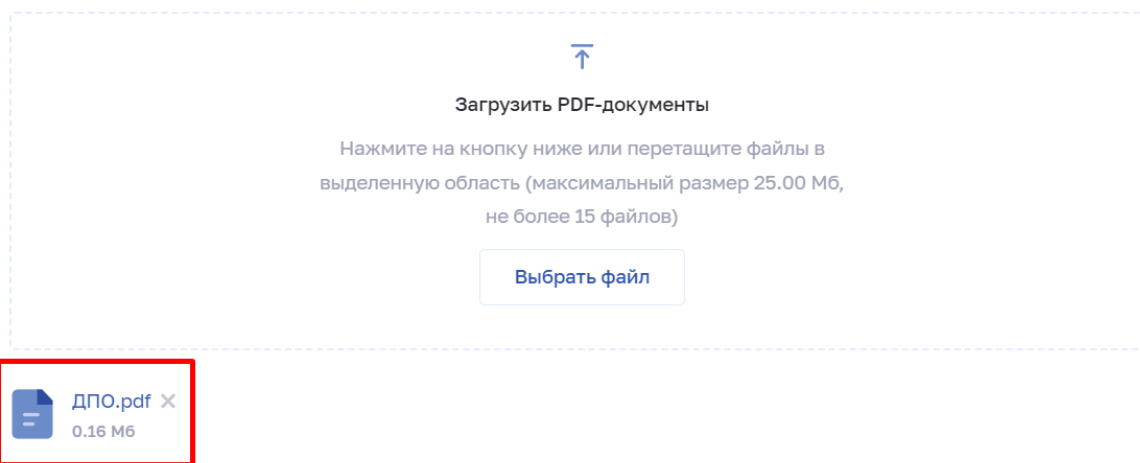 Загрузить PDF-документы
Нажмите на кнопку ниже или перетащите файлы в
выделенную область (максимальный размер 25.00 Мб,
не более 15 файлов)
Выбрать файл
ДПО.pdf
0.16 Мб